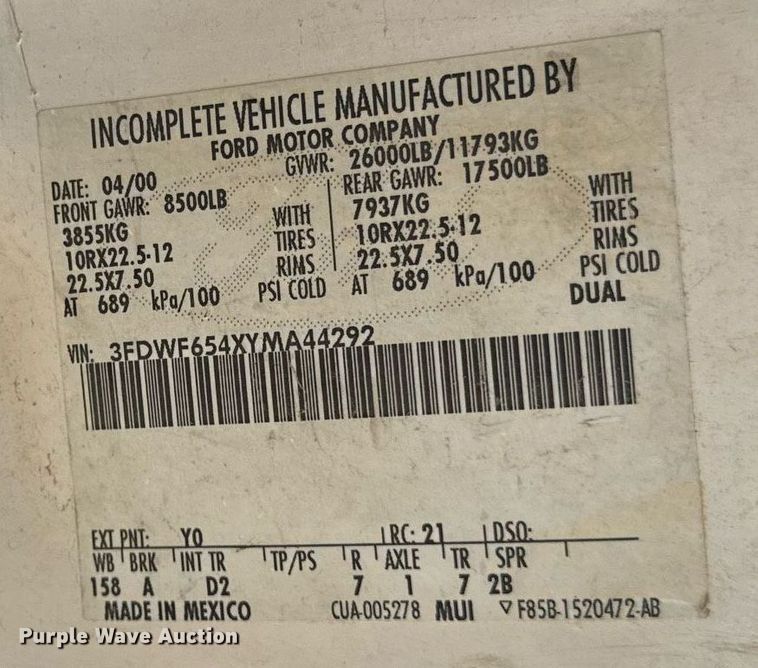 INCOMPLETE VEHICLE MANUFACTURED BY
FORD MOTOR COMPANY
DATE: 04/00 GVWR: 26000LB/11793KG
FRONT GAWR: 8500LB REAR GAWR: 17500LB
3855KG WITH 7937KG WITH
10RX22.5-12 TIRES 10RX22.5-12 TIRES
22.5X7.50 RIMS 22.5X7.50 RIMS
AT 689 kPa/100 PSI COLD AT 689 kPa/100 PSI COLD
DUAL
VIN: 3FDWF654XYMA44292
EXT PNT: YO RC: 21 DSO:
WB BRK INT TR TP/PS R AXLE TR SPR
158 A D2 7 1 7 2B
MADE IN MEXICO CUA-005278 MUI ▽ F85B-1520472-AB
Purple Wave Auction